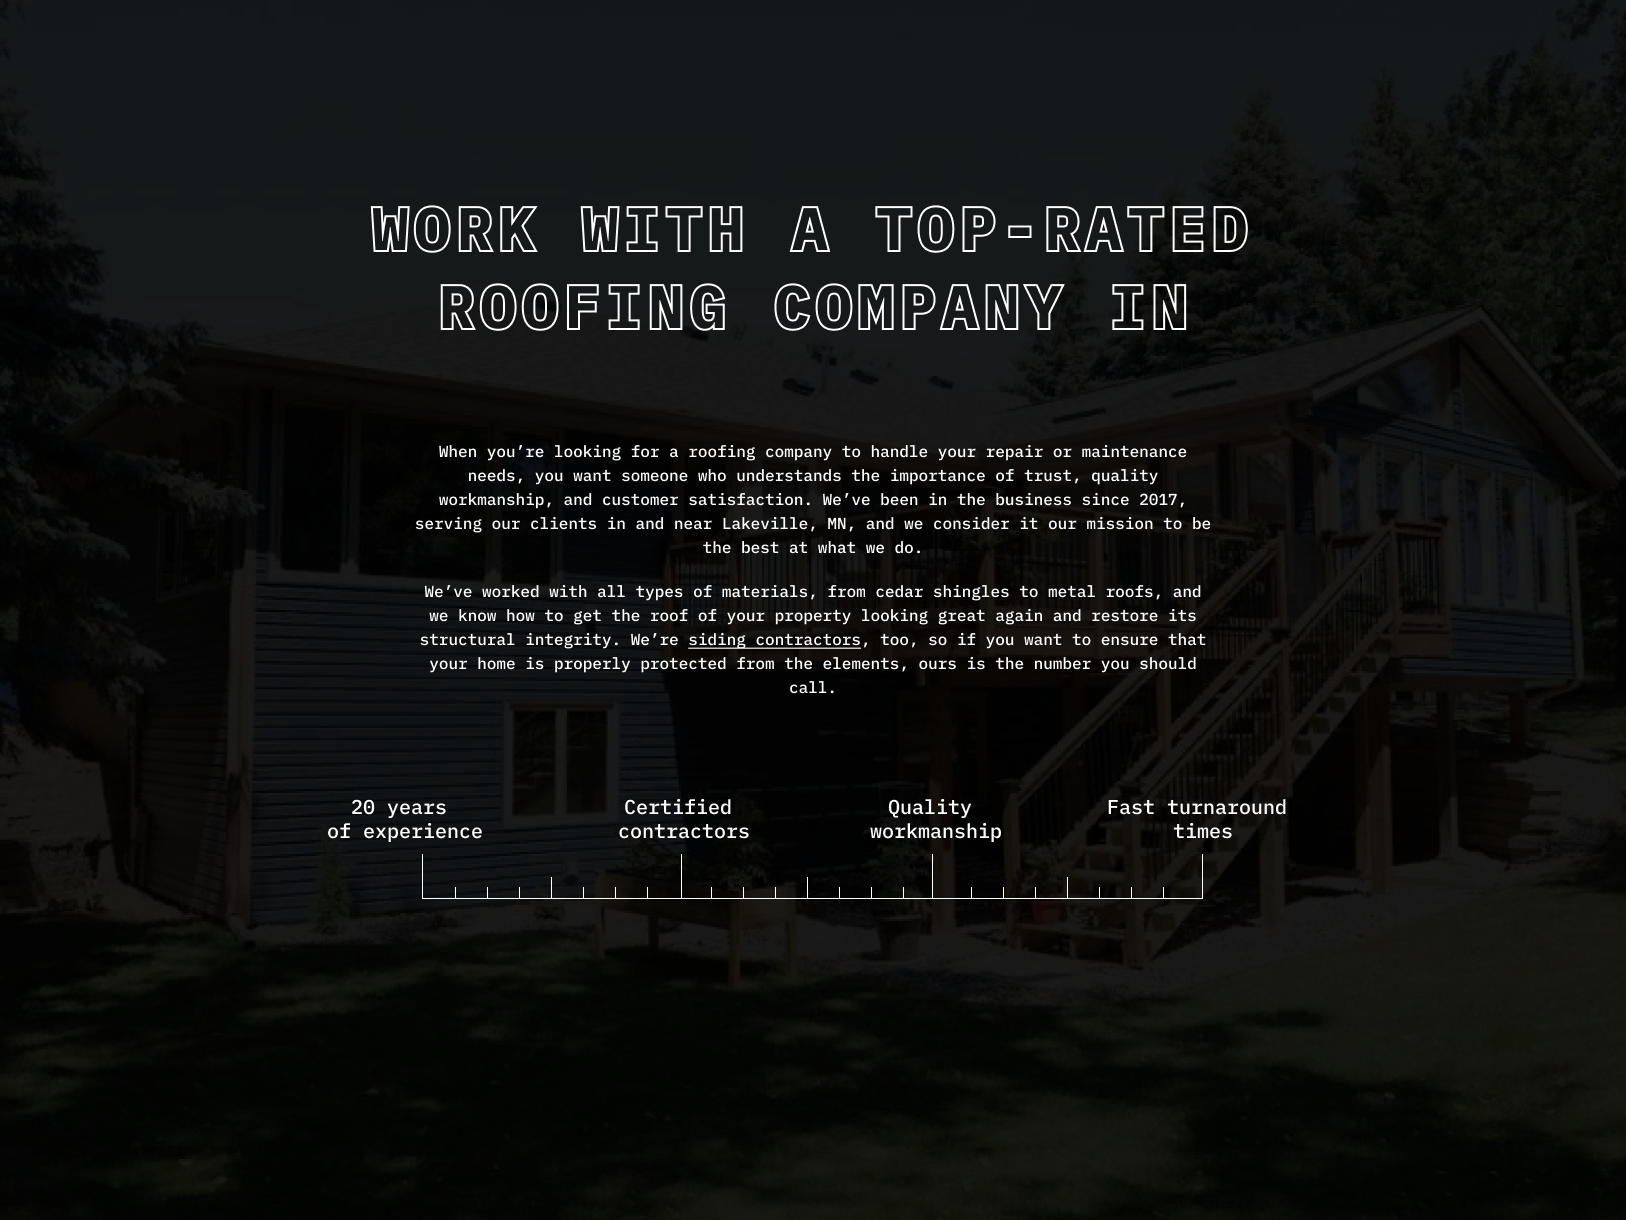 WORK WITH A TOP-RATED
ROOFING COMPANY IN
When you’re looking for a roofing company to handle your repair or maintenance
needs, you want someone who understands the importance of trust, quality
workmanship, and customer satisfaction. We’ve been in the business since 2017,
serving our clients in and near Lakeville, MN, and we consider it our mission to be
the best at what we do.
We’ve worked with all types of materials, from cedar shingles to metal roofs, and
we know how to get the roof of your property looking great again and restore its
structural integrity. We’re siding contractors, too, so if you want to ensure that
your home is properly protected from the elements, ours is the number you should
call.
20 years
of experience
Certified
contractors
Quality
workmanship
Fast turnaround
times